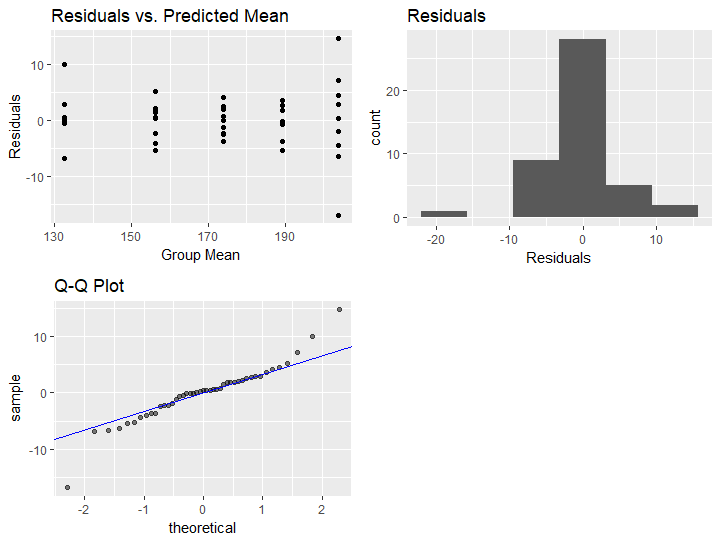 Residuals vs. Predicted Mean
Residuals
10
0
-10
130
150
170
190
Group Mean
Residuals
count
20
10
0
-20
-10
0
10
Residuals
Q-Q Plot
sample
10
0
-10
-2
-1
0
1
2
theoretical